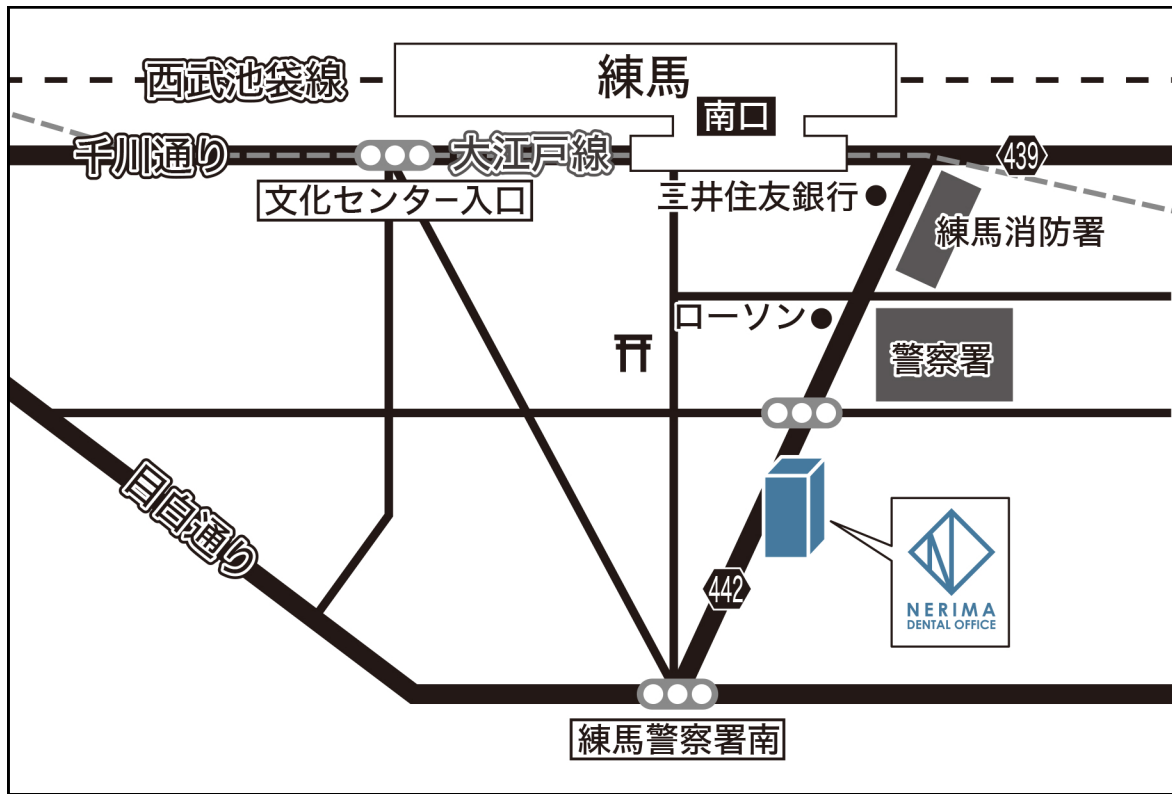 西武池袋線
練馬
南口
千川通り
大江戸線
439
文化センター入口
三井住友銀行
練馬消防署
ローソン
警察署
目白通り
442
NERIMA
DENTAL OFFICE
練馬警察署南